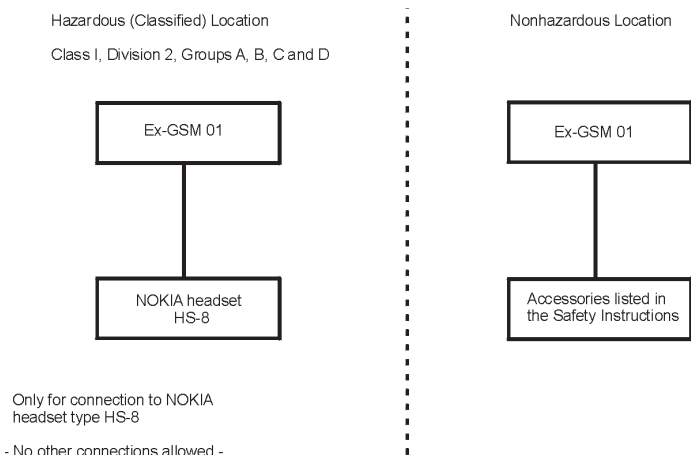 Hazardous (Classified) Location
Class I, Division 2, Groups A, B, C and D
Ex-GSM 01
NOKIA headset
HS-8
Only for connection to NOKIA
headset type HS-8
- No other connections allowed -
Nonhazardous Location
Ex-GSM 01
Accessories listed in
the Safety Instructions